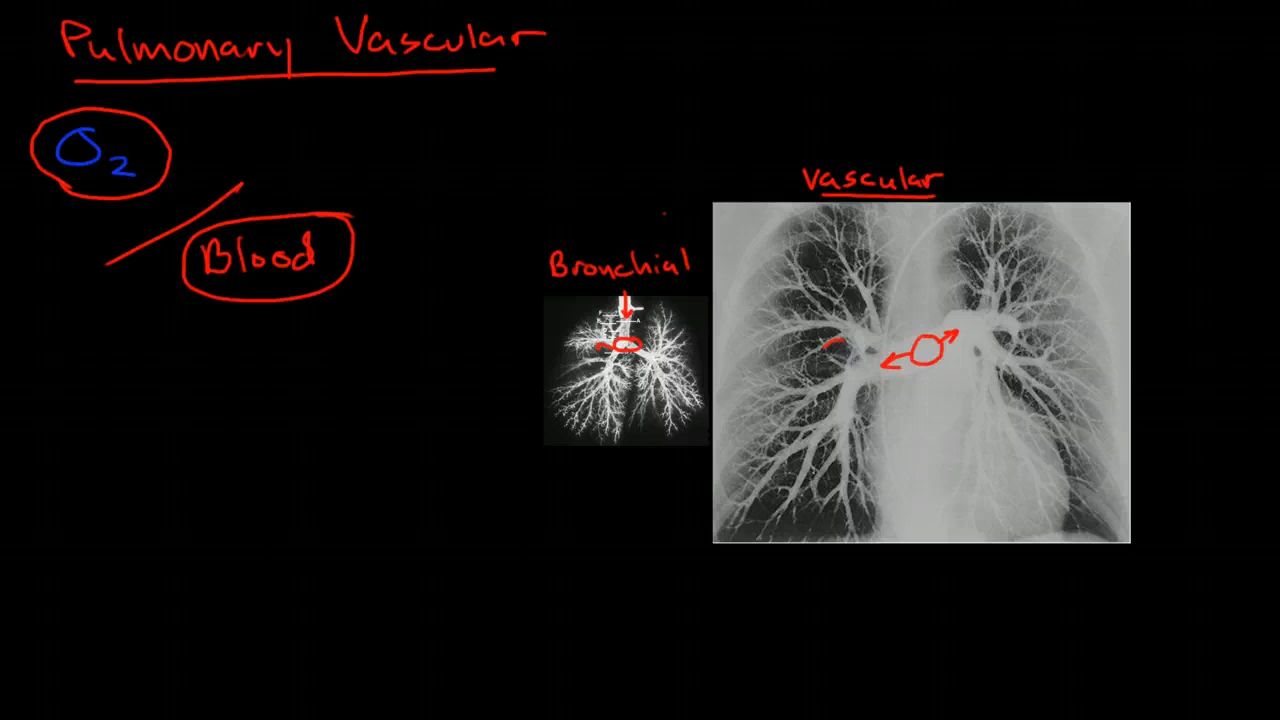 Pulmonary Vascular
O2
Blood
Vascular
Bronchial